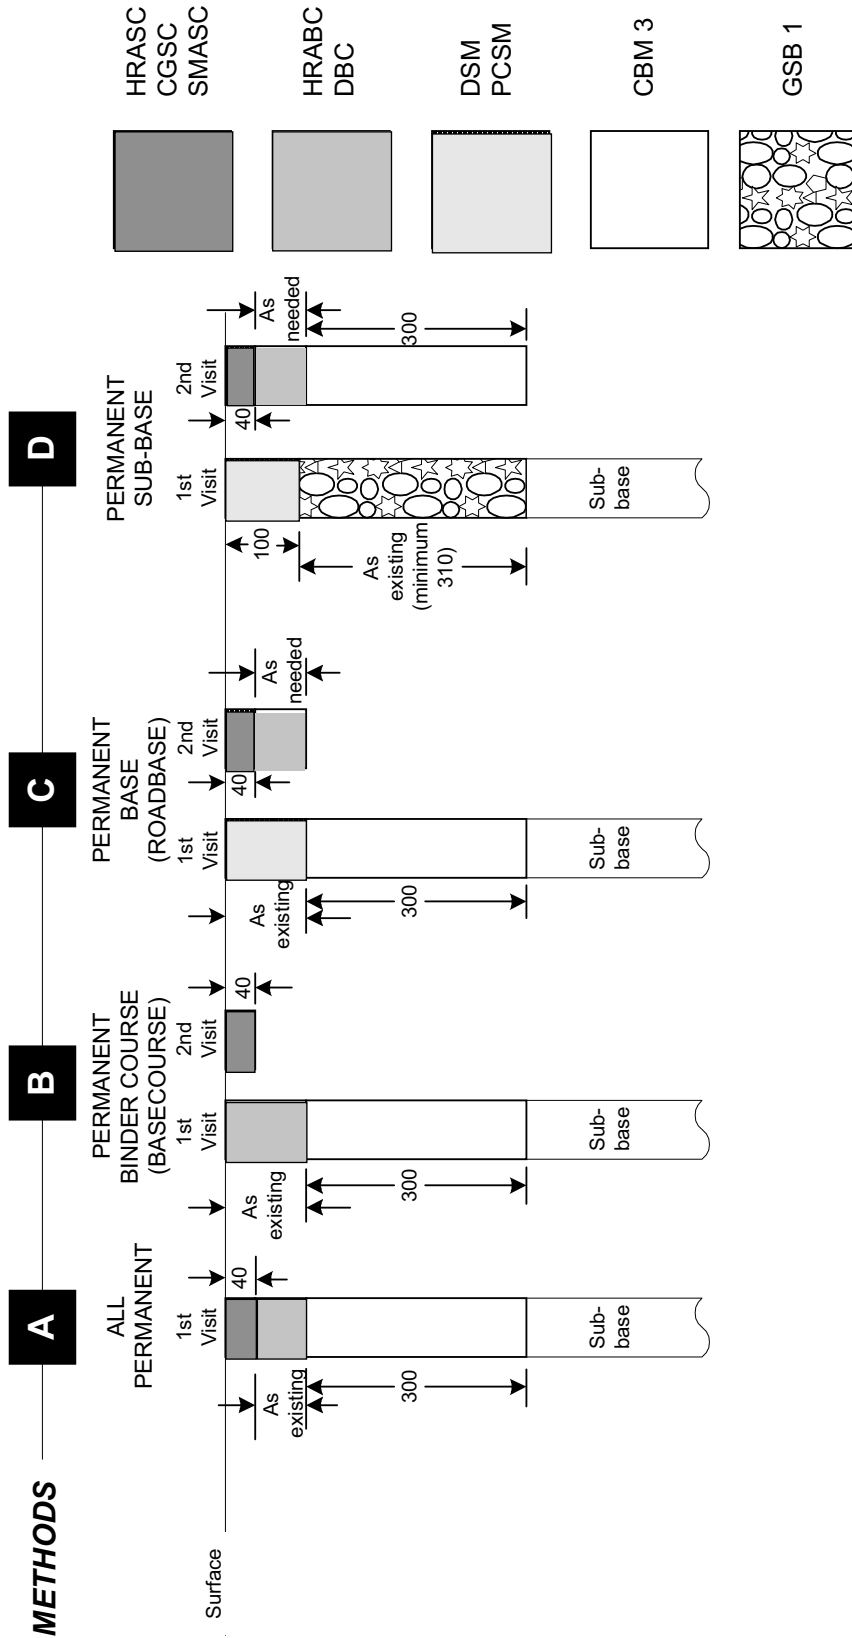 METHODS
A
B
C
D
ALL
PERMANENT
PERMANENT
BINDER COURSE
(BASECOURSE)
PERMANENT
BASE
(ROADBASE)
PERMANENT
SUB-BASE
1st
Visit
1st
Visit
2nd
Visit
1st
Visit
2nd
Visit
1st
Visit
2nd
Visit
Surface
As
existing
40
300
Sub-
base
As
existing
40
300
Sub-
base
As
existing
40
As
needed
300
Sub-
base
100
As
existing
(minimum
310)
40
As
needed
300
Sub-
base
HRASC
CGSC
SMASC
HRABC
DBC
DSM
PCSM
CBM 3
GSB 1